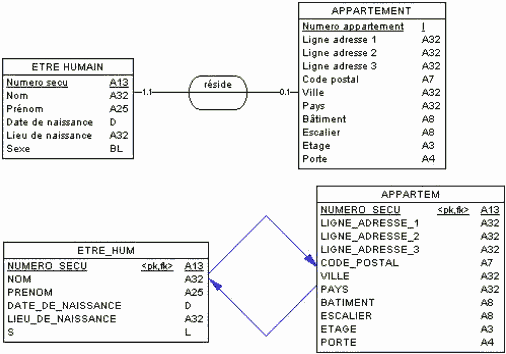 APPARTEMENT
Numero appartement I
Ligne adresse 1 A32
Ligne adresse 2 A32
Ligne adresse 3 A32
Code postal A7
Ville A32
Pays A32
Bâtiment A8
Escalier A8
Etage A3
Porte A4
ETRE HUMAIN
Numero secu A13
Nom A32
Prénom A25
Date de naissance D
Lieu de naissance A32
Sexe BL
1.1
réside
0.1
APPARTEM
NUMERO_SECU <pk,fk> A13
LIGNE_ADRESSE_1 A32
LIGNE_ADRESSE_2 A32
LIGNE_ADRESSE_3 A32
CODE_POSTAL A7
VILLE A32
PAYS A32
BATIMENT A8
ESCALIER A8
ETAGE A3
PORTE A4
ETRE_HUM
NUMERO_SECU <pk,fk> A13
NOM A32
PRENOM A25
DATE_DE_NAISSANCE D
LIEU_DE_NAISSANCE A32
S L